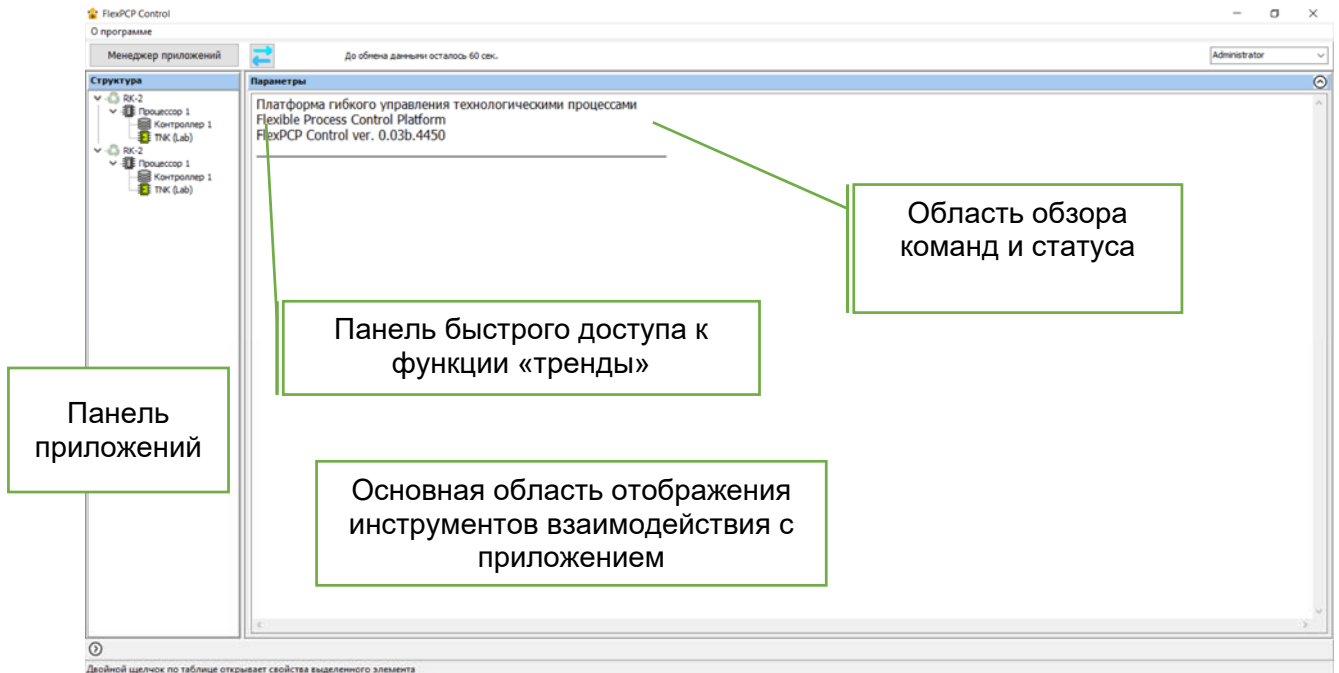 FlexPCP Control
О программе
Менеджер приложений
До обмена данными осталось 60 сек.
Administrator
Структура
Параметры
RK-2
Процессор 1
Контроллер 1
TNK (Lab)
RK-2
Процессор 1
Контроллер 1
TNK (Lab)
Платформа гибкого управления технологическими процессами
Flexible Process Control Platform
FlexPCP Control ver. 0.03b.4450
Область обзора
команд и статуса
Панель быстрого доступа к
функции «тренды»
Панель
приложений
Основная область отображения
инструментов взаимодействия с
приложением
Двойной щелчок по таблице открывает свойства выделенного элемента